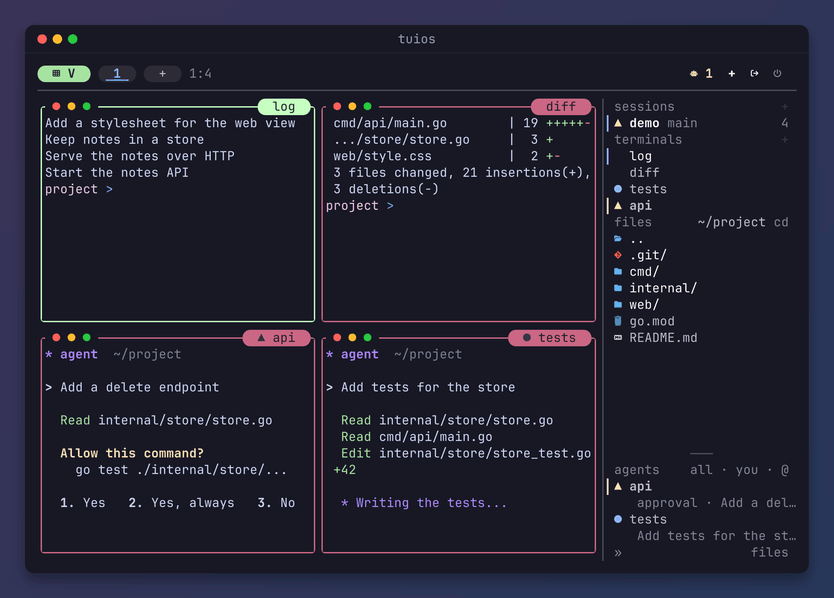 tuios
V 1 + 1:4
1 +
log
Add a stylesheet for the web view
Keep notes in a store
Serve the notes over HTTP
Start the notes API
project >
diff
cmd/api/main.go | 19 +++++-
.../store/store.go | 3 +
web/style.css | 2 +-
3 files changed, 21 insertions(+),
3 deletions(-)
project >
api
* agent ~/project
> Add a delete endpoint
Read internal/store/store.go
Allow this command?
go test ./internal/store/...
1. Yes 2. Yes, always 3. No
tests
* agent ~/project
> Add tests for the store
Read internal/store/store.go
Read cmd/api/main.go
Edit internal/store/store_test.go
+42
* Writing the tests...
sessions +
demo main 4
terminals +
log
diff
tests
api
files ~/project cd
..
.git/
cmd/
internal/
web/
go.mod
README.md
agents all · you · @
api
approval · Add a del…
tests
Add tests for the st…
» files